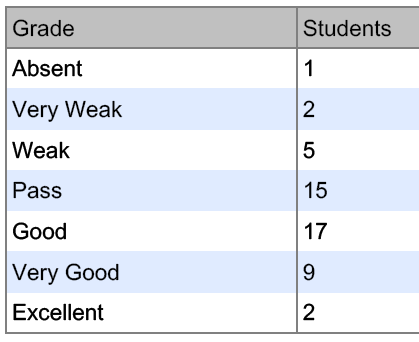 Grade Students
Absent 1
Very Weak 2
Weak 5
Pass 15
Good 17
Very Good 9
Excellent 2